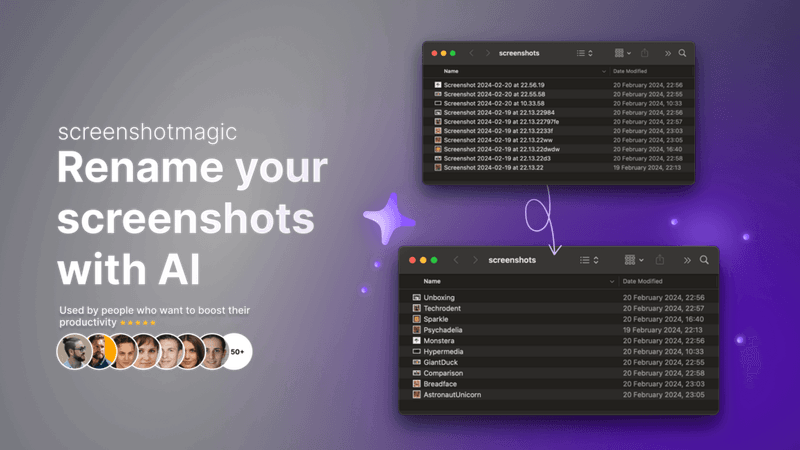 screenshotmagic
Rename your
screenshots
with AI
Used by people who want to boost their
productivity
50+
screenshots
Name Date Modified
Screenshot 2024-02-20 at 22.56.19 20 February 2024, 22:56
Screenshot 2024-02-20 at 22.55.58 20 February 2024, 22:55
Screenshot 2024-02-20 at 10.33.58 20 February 2024, 10:33
Screenshot 2024-02-19 at 22.13.22984 20 February 2024, 22:56
Screenshot 2024-02-19 at 22.13.22797fe 20 February 2024, 22:57
Screenshot 2024-02-19 at 22.13.2233f 20 February 2024, 23:03
Screenshot 2024-02-19 at 22.13.22ww 20 February 2024, 23:05
Screenshot 2024-02-19 at 22.13.22dwdw 20 February 2024, 16:40
Screenshot 2024-02-19 at 22.13.22d3 20 February 2024, 22:58
Screenshot 2024-02-19 at 22.13.22 19 February 2024, 22:13
screenshots
Name Date Modified
Unboxing 20 February 2024, 22:56
Techrodent 20 February 2024, 22:57
Sparkle 20 February 2024, 16:40
Psychadelia 19 February 2024, 22:13
Monstera 20 February 2024, 22:56
Hypermedia 20 February 2024, 10:33
GiantDuck 20 February 2024, 22:55
Comparison 20 February 2024, 22:58
Breadface 20 February 2024, 23:03
AstronautUnicorn 20 February 2024, 23:05